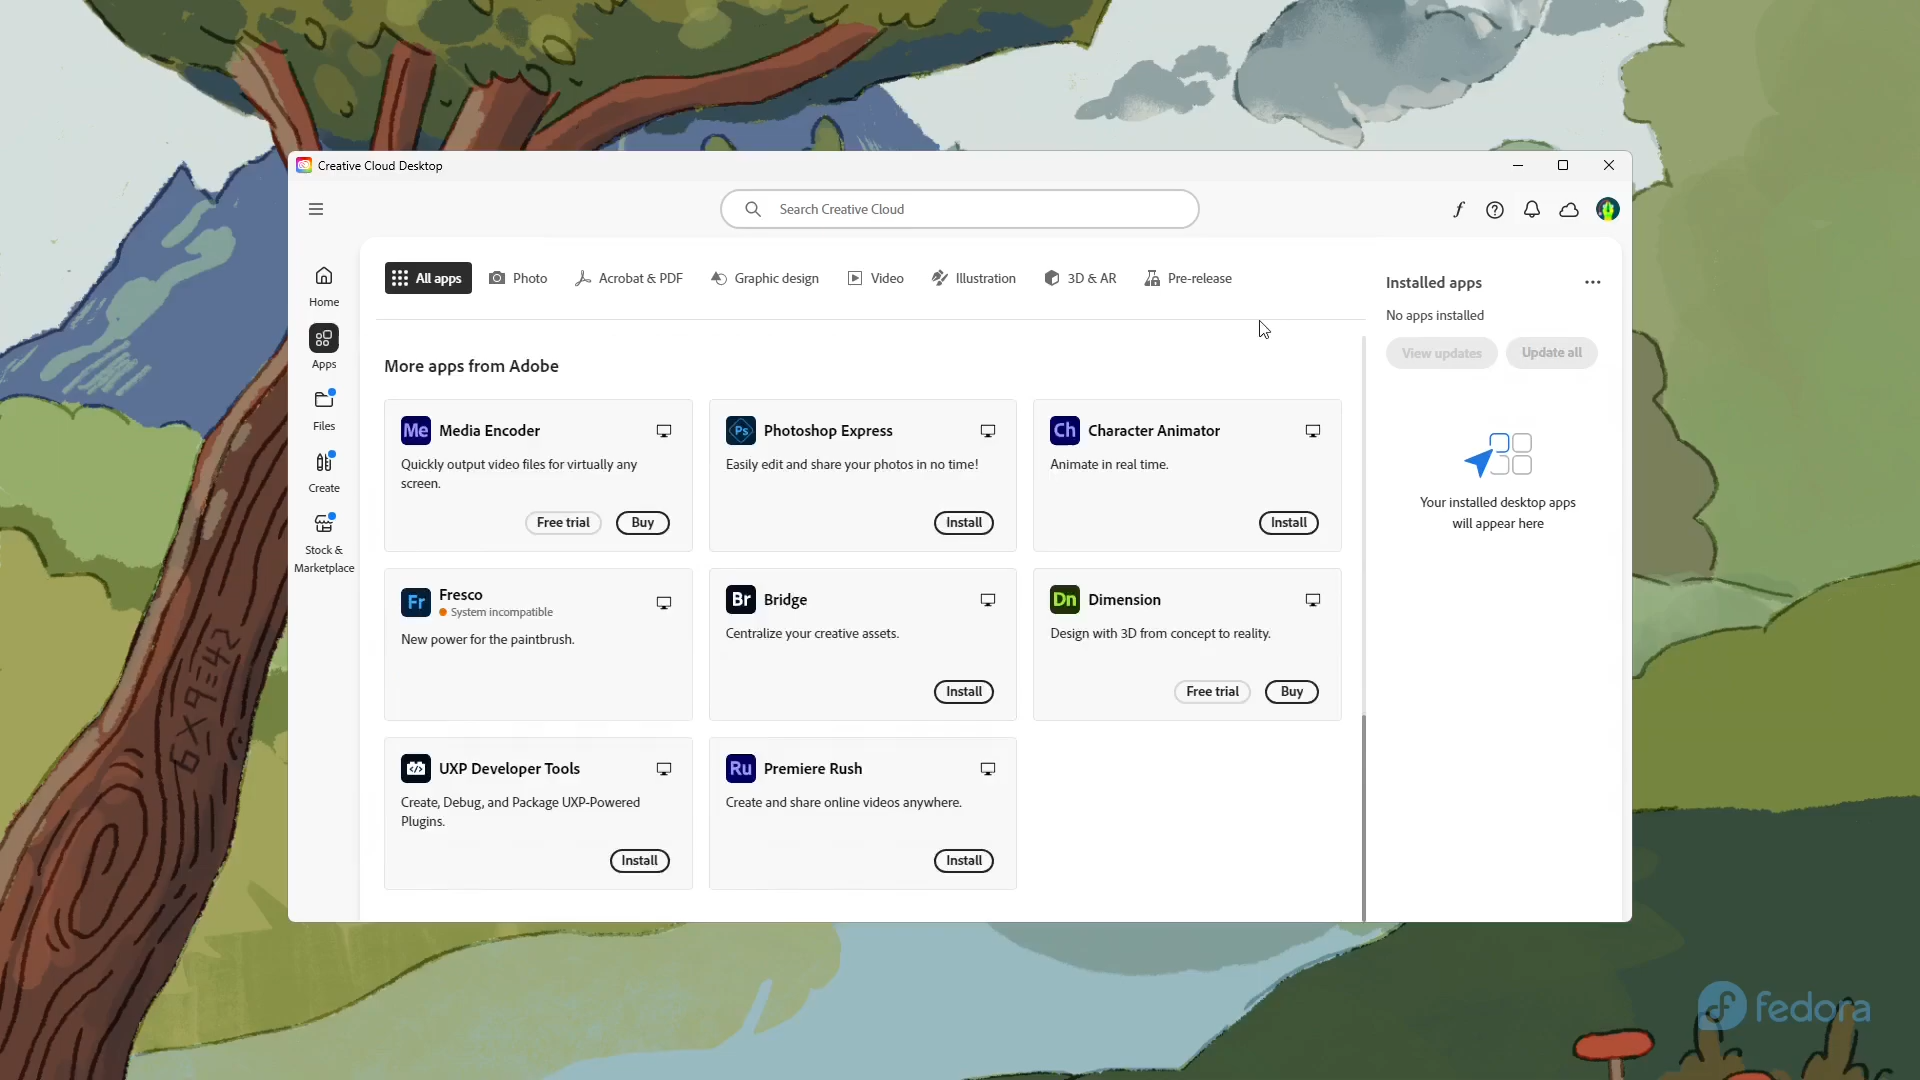 Creative Cloud Desktop
Search Creative Cloud
Home
Apps
Files
Create
Stock &
Marketplace
All apps
Photo
Acrobat & PDF
Graphic design
Video
Illustration
3D & AR
Pre-release
More apps from Adobe
Me Media Encoder
Quickly output video files for virtually any
screen.
Free trial
Buy
Ps Photoshop Express
Easily edit and share your photos in no time!
Install
Ch Character Animator
Animate in real time.
Install
Fr Fresco
System incompatible
New power for the paintbrush.
Br Bridge
Centralize your creative assets.
Install
Dn Dimension
Design with 3D from concept to reality.
Free trial
Buy
UXP Developer Tools
Create, Debug, and Package UXP-Powered
Plugins.
Install
Ru Premiere Rush
Create and share online videos anywhere.
Install
Installed apps
No apps installed
View updates
Update all
Your installed desktop apps
will appear here
6×9=42
fedora